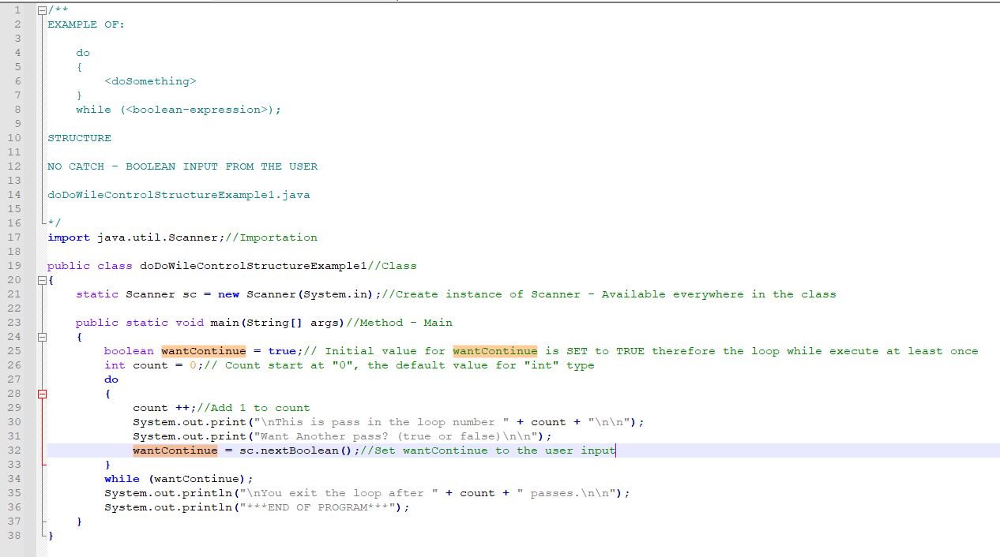 1 /**
2 EXAMPLE OF:
3
4 do
5 {
6 <doSomething>
7 }
8 while (<boolean-expression>);
9
10 STRUCTURE
11
12 NO CATCH - BOOLEAN INPUT FROM THE USER
13
14 doDoWileControlStructureExample1.java
15
16 */
17 import java.util.Scanner;//Importation
18
19 public class doDoWileControlStructureExample1//Class
20 {
21 static Scanner sc = new Scanner(System.in);//Create instance of Scanner - Available everywhere in the class
22
23 public static void main(String[] args)//Method - Main
24 {
25 boolean wantContinue = true;// Initial value for wantContinue is SET to TRUE therefore the loop while execute at least once
26 int count = 0;// Count start at "0", the default value for "int" type
27 do
28 {
29 count ++;//Add 1 to count
30 System.out.print("\nThis is pass in the loop number " + count + "\n\n");
31 System.out.print("Want Another pass? (true or false)\n\n");
32 wantContinue = sc.nextBoolean();//Set wantContinue to the user input
33 }
34 while (wantContinue);
35 System.out.println("\nYou exit the loop after " + count + " passes.\n\n");
36 System.out.println("***END OF PROGRAM***");
37 }
38 }